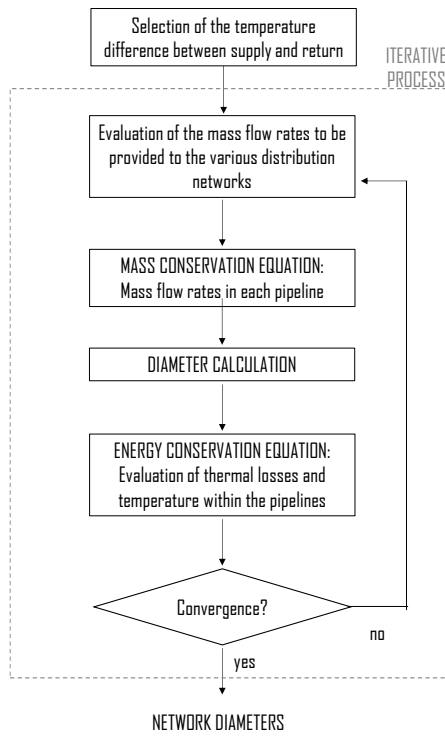 Selection of the temperature
difference between supply and return
ITERATIVE
PROCESS
Evaluation of the mass flow rates to be
provided to the various distribution
networks
MASS CONSERVATION EQUATION:
Mass flow rates in each pipeline
DIAMETER CALCULATION
ENERGY CONSERVATION EQUATION:
Evaluation of thermal losses and
temperature within the pipelines
Convergence?
no
yes
NETWORK DIAMETERS